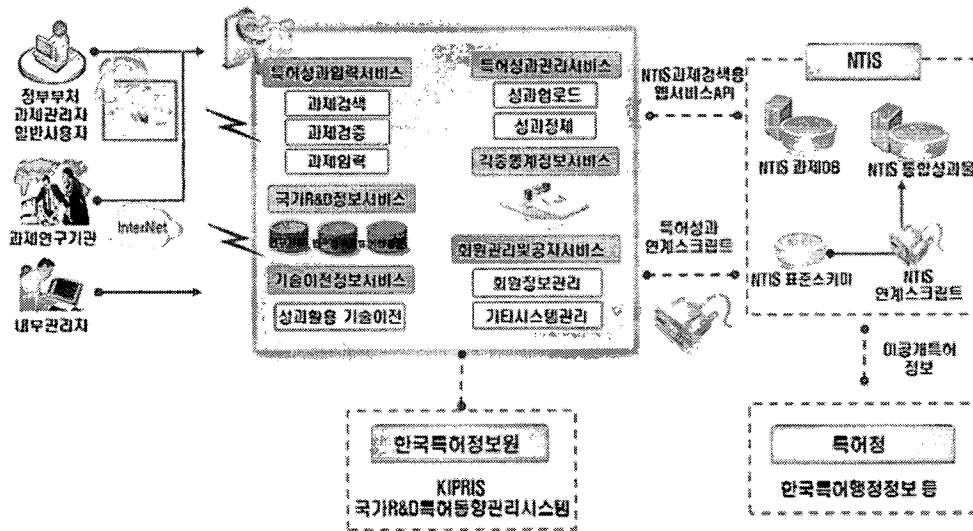 정부부처
과제관리자
일반사용자
과제연구기관
InterNet
내부관리자
특허성과입력서비스
과제검색
과제검증
과제입력
국가R&D정보서비스
기술이전정보서비스
성과활용 기술이전
특허성과관리서비스
성과업로드
성과정제
각종통계정보서비스
회원관리및공지서비스
회원정보관리
기타시스템관리
NTIS과제검색용
웹서비스API
특허성과
연계스크립트
NTIS
NTIS 과제DB
NTIS 통합성과물
NTIS 표준스키마
NTIS
연계스크립트
미공개특허
정보
한국특허정보원
KIPRIS
국가R&D특허동향관리시스템
특허청
한국특허행정정보 등